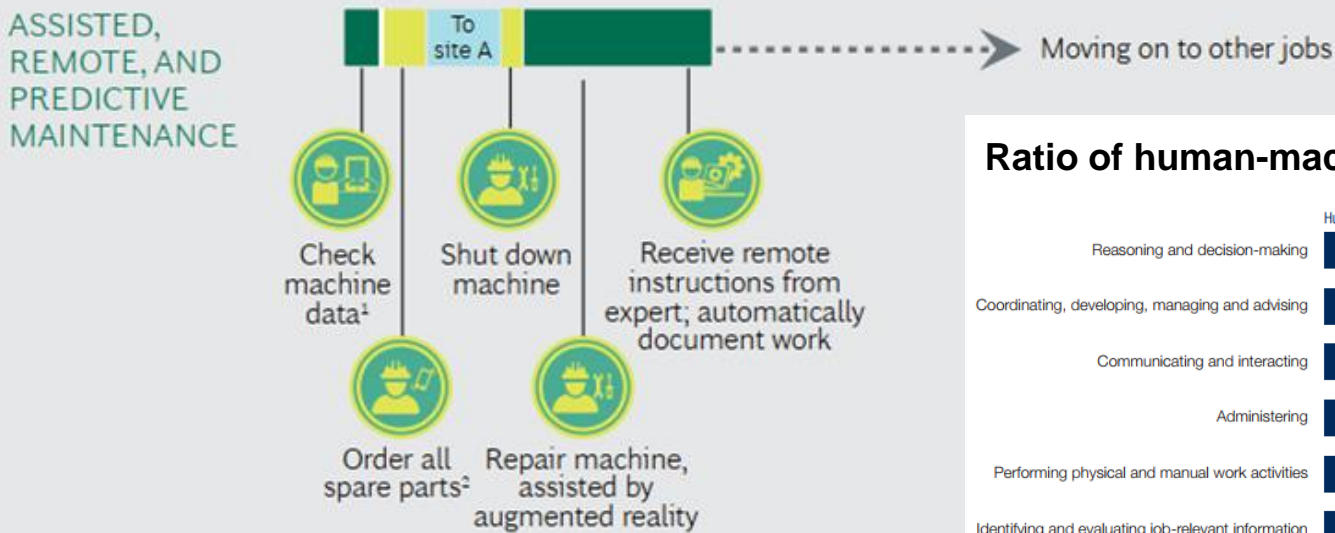 ASSISTED,
REMOTE, AND
PREDICTIVE
MAINTENANCE
To
site A
Moving on to other jobs
Check
machine
data¹
Shut down
machine
Receive remote
instructions from
expert; automatically
document work
Order all
spare parts²
Repair machine,
assisted by
augmented reality
Ratio of human-mac
Hu
Reasoning and decision-making
Coordinating, developing, managing and advising
Communicating and interacting
Administering
Performing physical and manual work activities
Identifying and evaluating job-relevant information